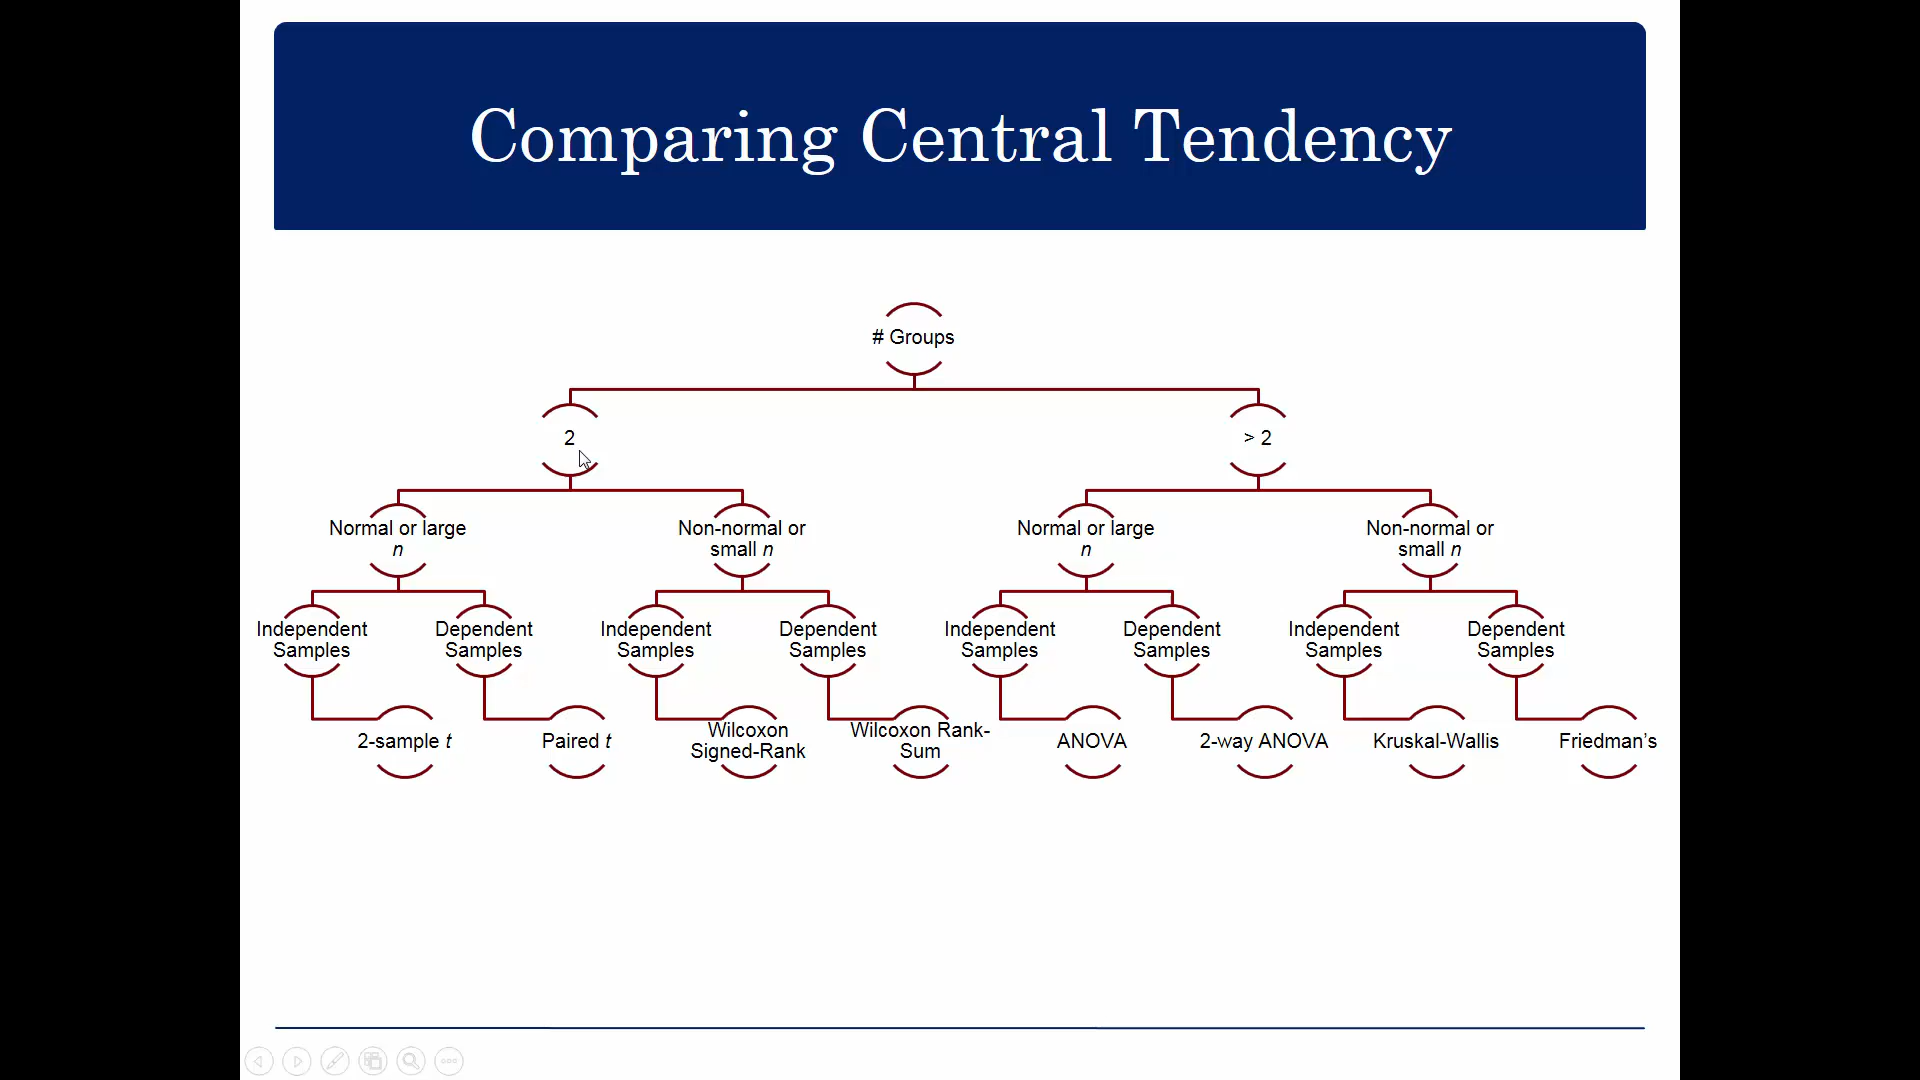 Comparing Central Tendency
# Groups
2
> 2
Normal or large
n
Non-normal or
small n
Normal or large
n
Non-normal or
small n
Independent
Samples
Dependent
Samples
Independent
Samples
Dependent
Samples
Independent
Samples
Dependent
Samples
Independent
Samples
Dependent
Samples
2-sample t
Paired t
Wilcoxon
Signed-Rank
Wilcoxon Rank-
Sum
ANOVA
2-way ANOVA
Kruskal-Wallis
Friedman’s